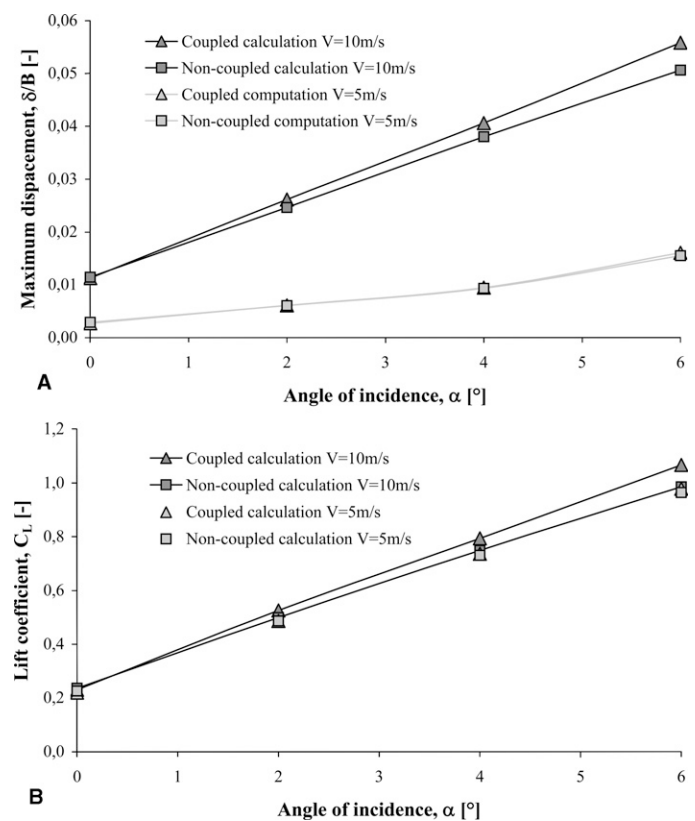 0,06
Coupled calculation V=10m/s
Non-coupled calculation V=10m/s
Coupled computation V=5m/s
Non-coupled computation V=5m/s
0,05
0,04
0,03
0,02
0,01
0,00
Maximum dispacement, δ/B [-]
0 1 2 3 4 5 6
A
Angle of incidence, α [°]
1,2
Coupled calculation V=10m/s
Non-coupled calculation V=10m/s
Coupled calculation V=5m/s
Non-coupled calculation V=5m/s
1,0
0,8
0,6
0,4
0,2
0,0
Lift coefficient, C_L [-]
0 1 2 3 4 5 6
B
Angle of incidence, α [°]